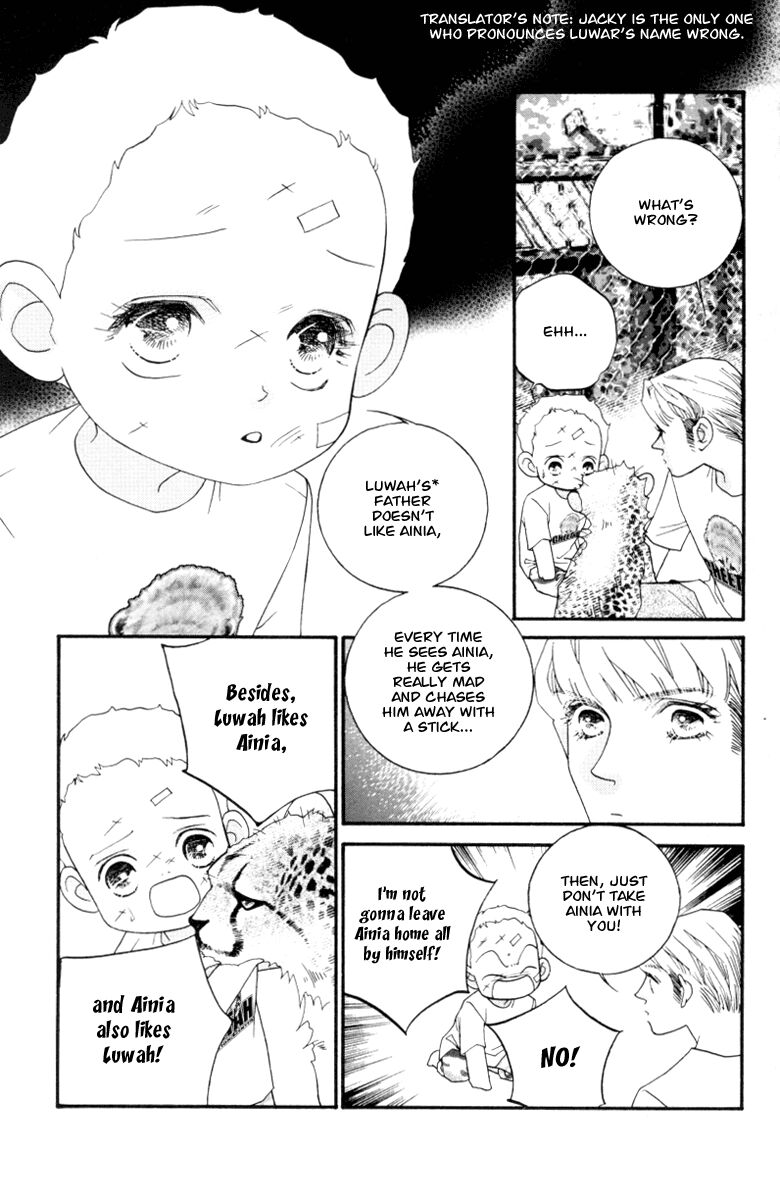 TRANSLATOR'S NOTE: JACKY IS THE ONLY ONE
WHO PRONOUNCES LUWAR'S NAME WRONG.
WHAT'S
WRONG?
EHH...
LUWAH'S*
FATHER
DOESN'T
LIKE AINIA,
EVERY TIME
HE SEES AINIA,
HE GETS
REALLY MAD
AND CHASES
HIM AWAY WITH
A STICK...
Besides,
Luwah likes
Ainia,
and Ainia
also likes
Luwah!
THEN, JUST
DON'T TAKE
AINIA WITH
YOU!
NO!
I'm not
gonna leave
Ainia home all
by himself!